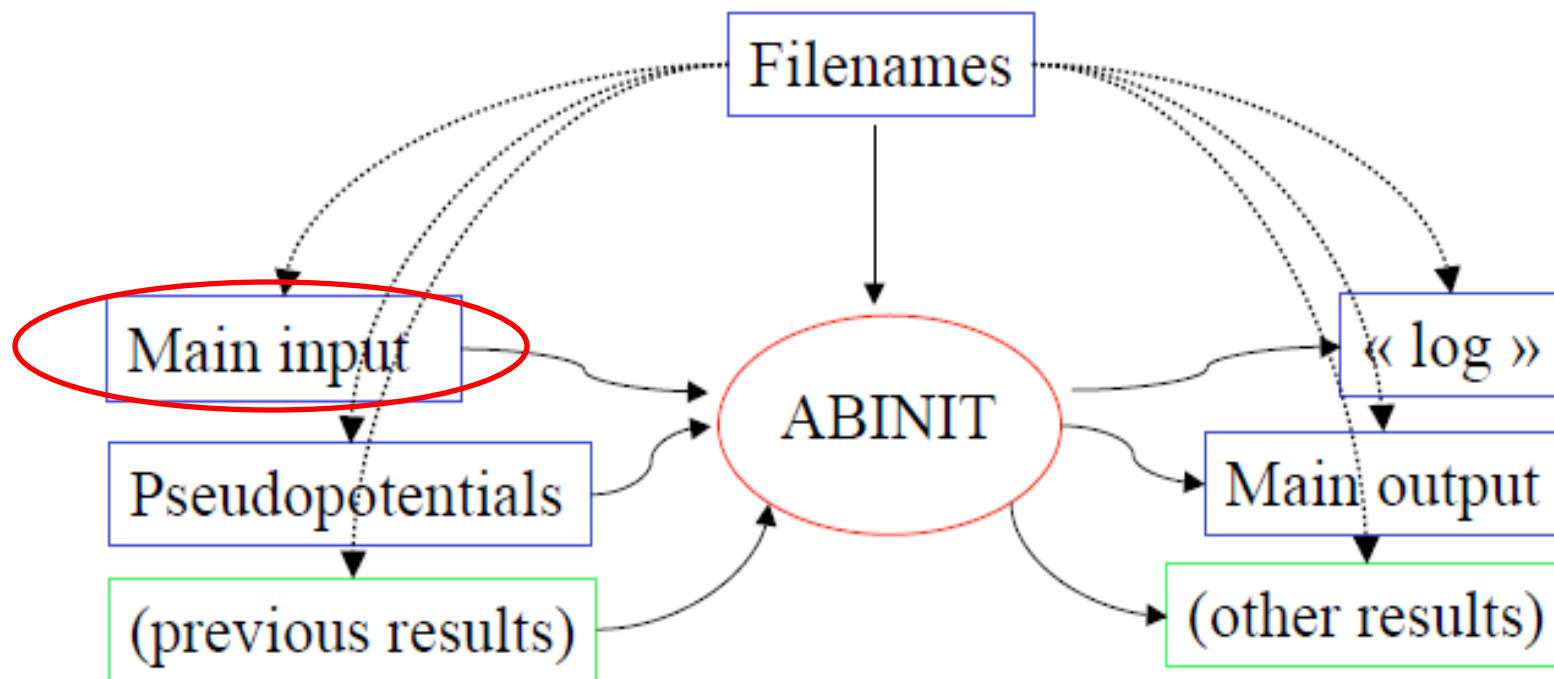 Filenames
Main input
« log »
ABINIT
Pseudopotentials
Main output
(previous results)
(other results)